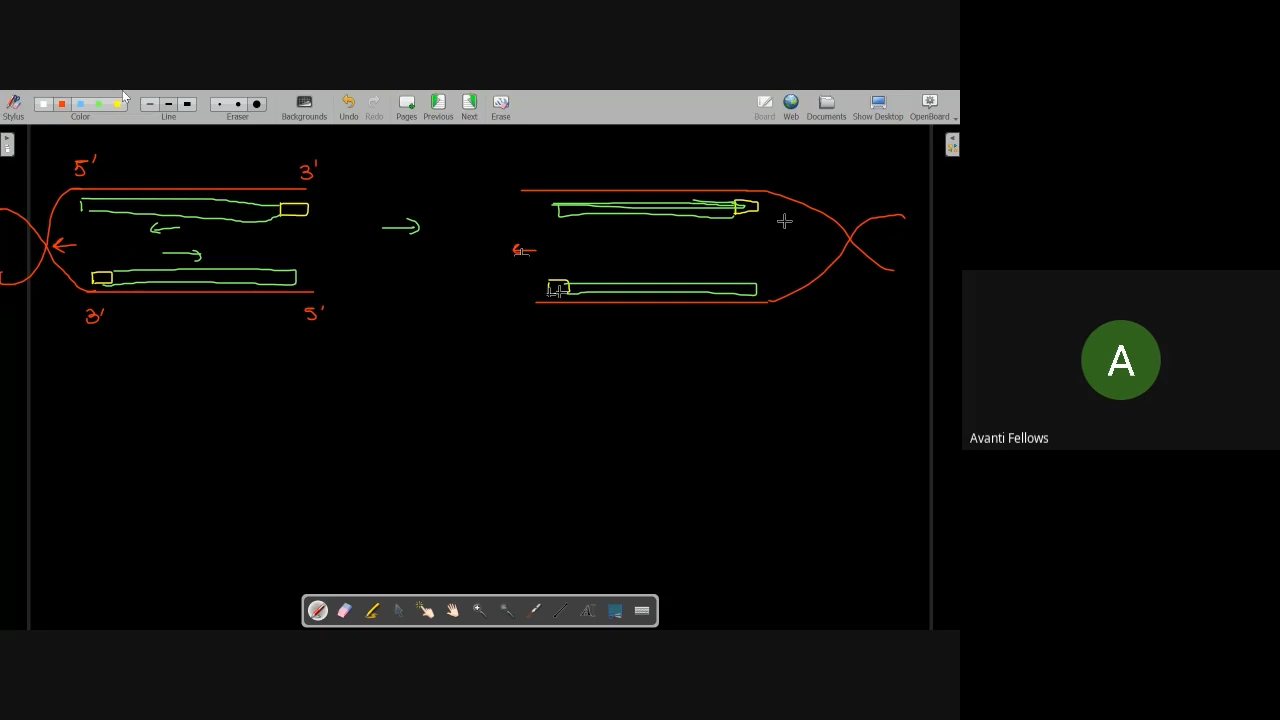 Stylus
Color
Line
Eraser
Backgrounds
Undo
Redo
Pages
Previous
Next
Erase
Board
Web
Documents
Show Desktop
OpenBoard
5' 3'
3' 5'
A
Avanti Fellows